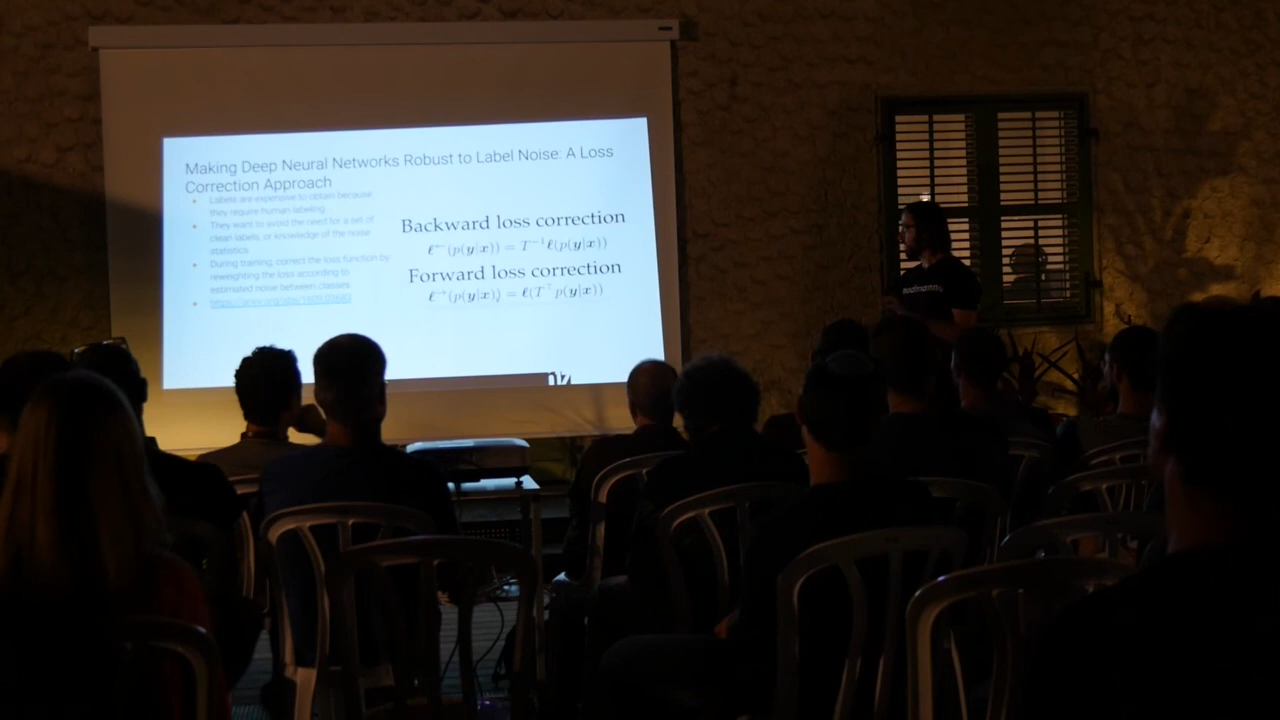 Making Deep Neural Networks Robust to Label Noise: A Loss
Correction Approach
Labels are expensive to obtain because
they require human labeling
They want to avoid the need for a set of
clean labels, or knowledge of the noise
statistics
During training, correct the loss function by
reweighting the loss according to
estimated noise between classes.
Backward loss correction
ℓ←(p(y|x)) = T⁻¹ℓ(p(y|x))
Forward loss correction
ℓ→(p(y|x)) = ℓ(T⊤p(y|x))